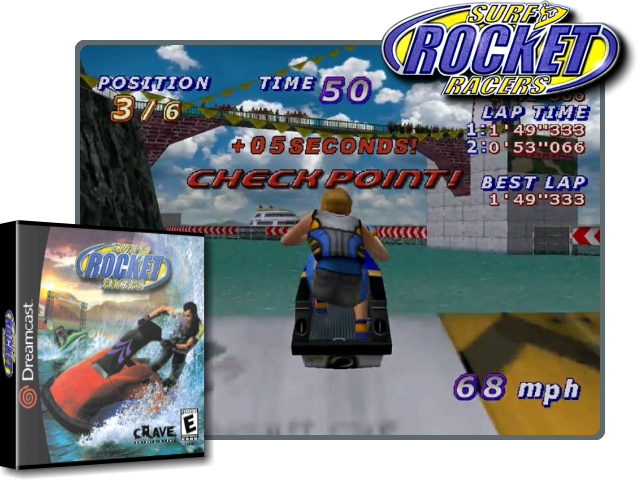 SURF
ROCKET
RACERS
POSITION
3/6
TIME 50
LAP TIME
1:1'49"333
2:0'53"066
BEST LAP
1'49"333
+05SECONDS!
CHECK POINT!
68 mph
SURF
ROCKET
RACERS
Dreamcast
CRAVE
E